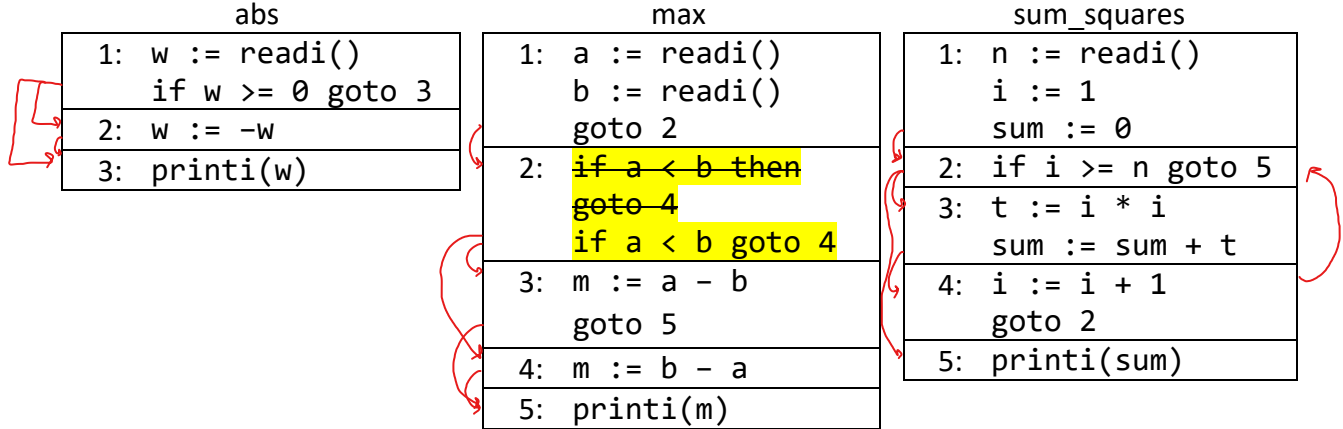 abs
1: w := readi()
if w >= 0 goto 3
2: w := –w
3: printi(w)
max
1: a := readi()
b := readi()
goto 2
2: if a < b then
goto 4
if a < b goto 4
3: m := a – b
goto 5
4: m := b – a
5: printi(m)
sum_squares
1: n := readi()
i := 1
sum := 0
2: if i >= n goto 5
3: t := i * i
sum := sum + t
4: i := i + 1
goto 2
5: printi(sum)